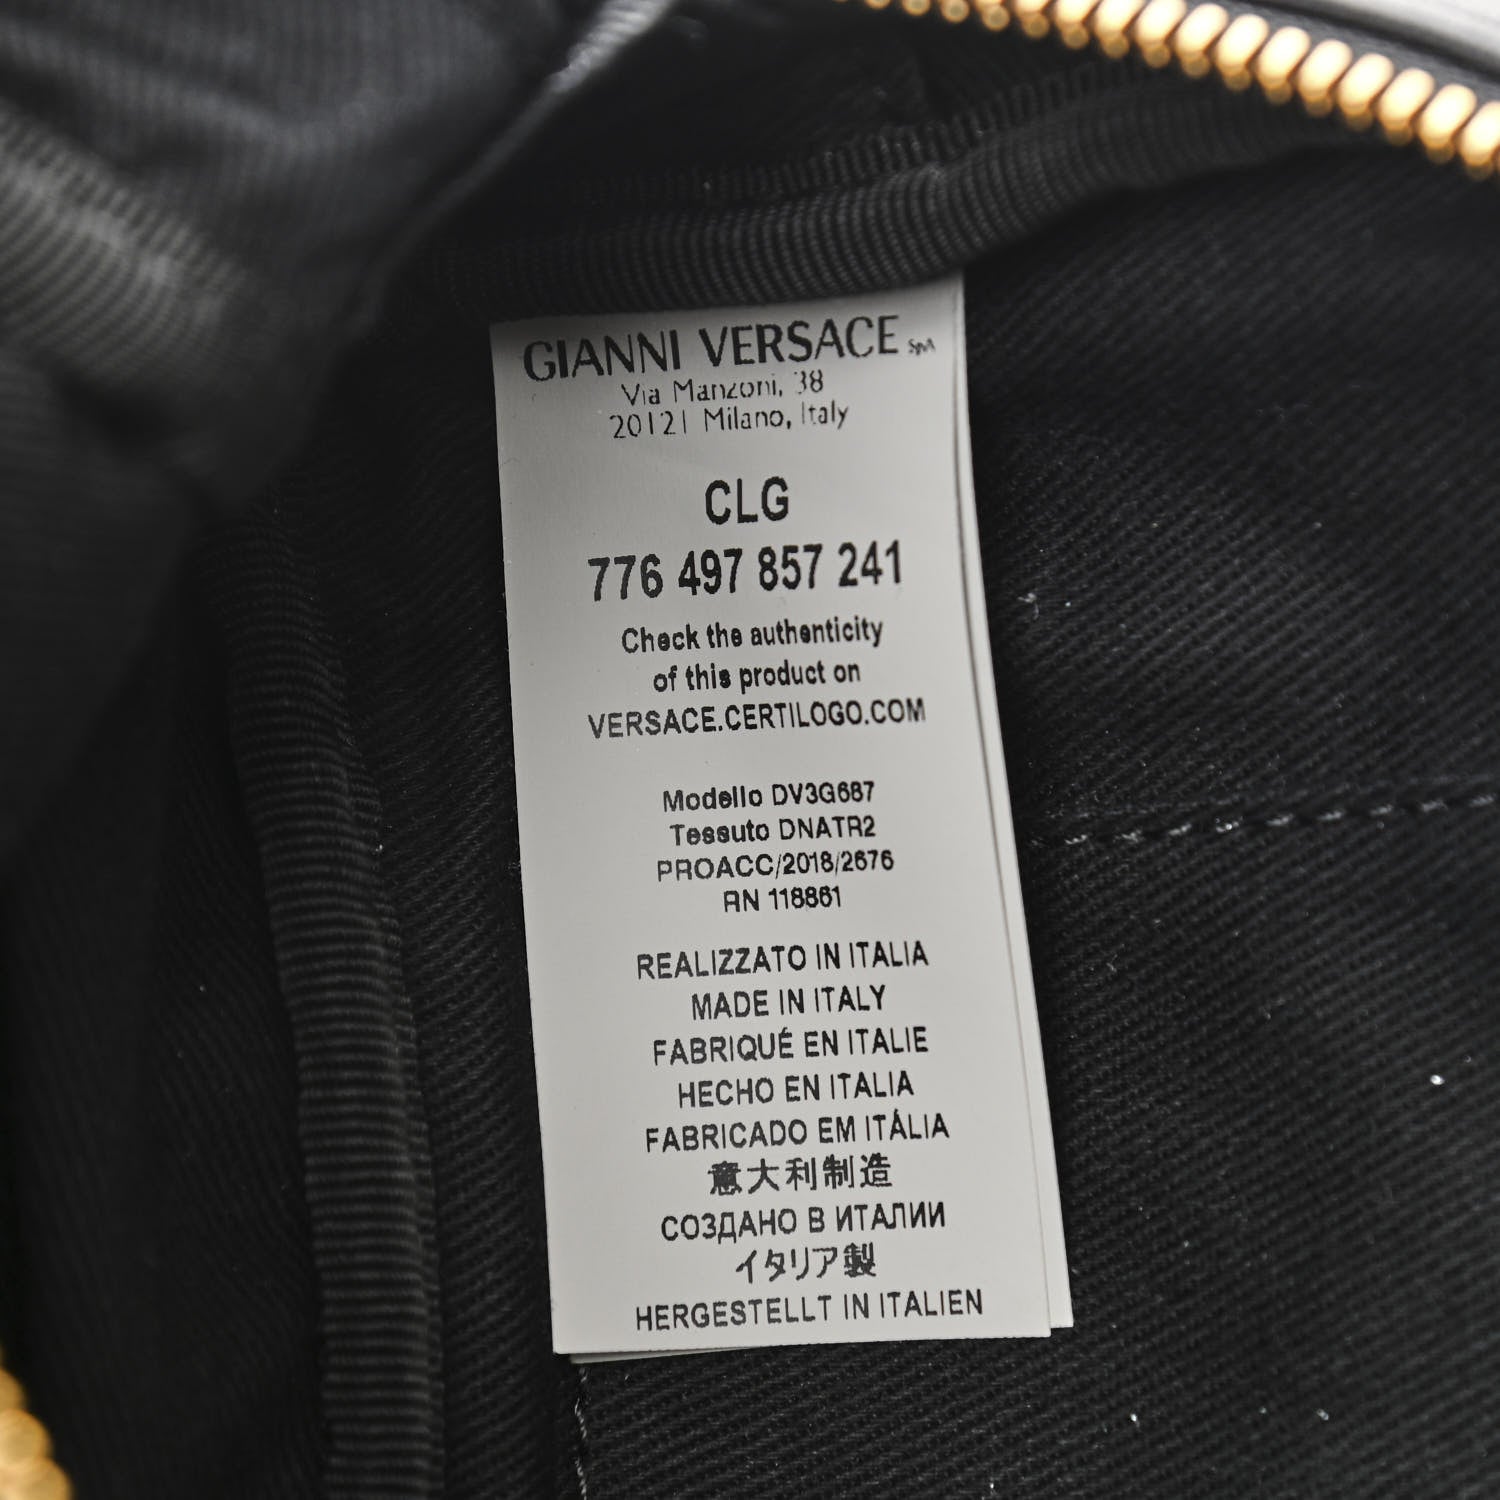 GIANNI VERSACE SpA
Via Manzoni, 38
20121 Milano, Italy
CLG
776 497 857 241
Check the authenticity
of this product on
VERSACE.CERTILOGO.COM
Modello DV3G687
Tessuto DNATR2
PROACC/2018/2676
RN 118861
REALIZZATO IN ITALIA
MADE IN ITALY
FABRIQUÉ EN ITALIE
HECHO EN ITALIA
FABRICADO EM ITÁLIA
意大利制造
СОЗДАНО В ИТАЛИИ
イタリア製
HERGESTELLT IN ITALIEN